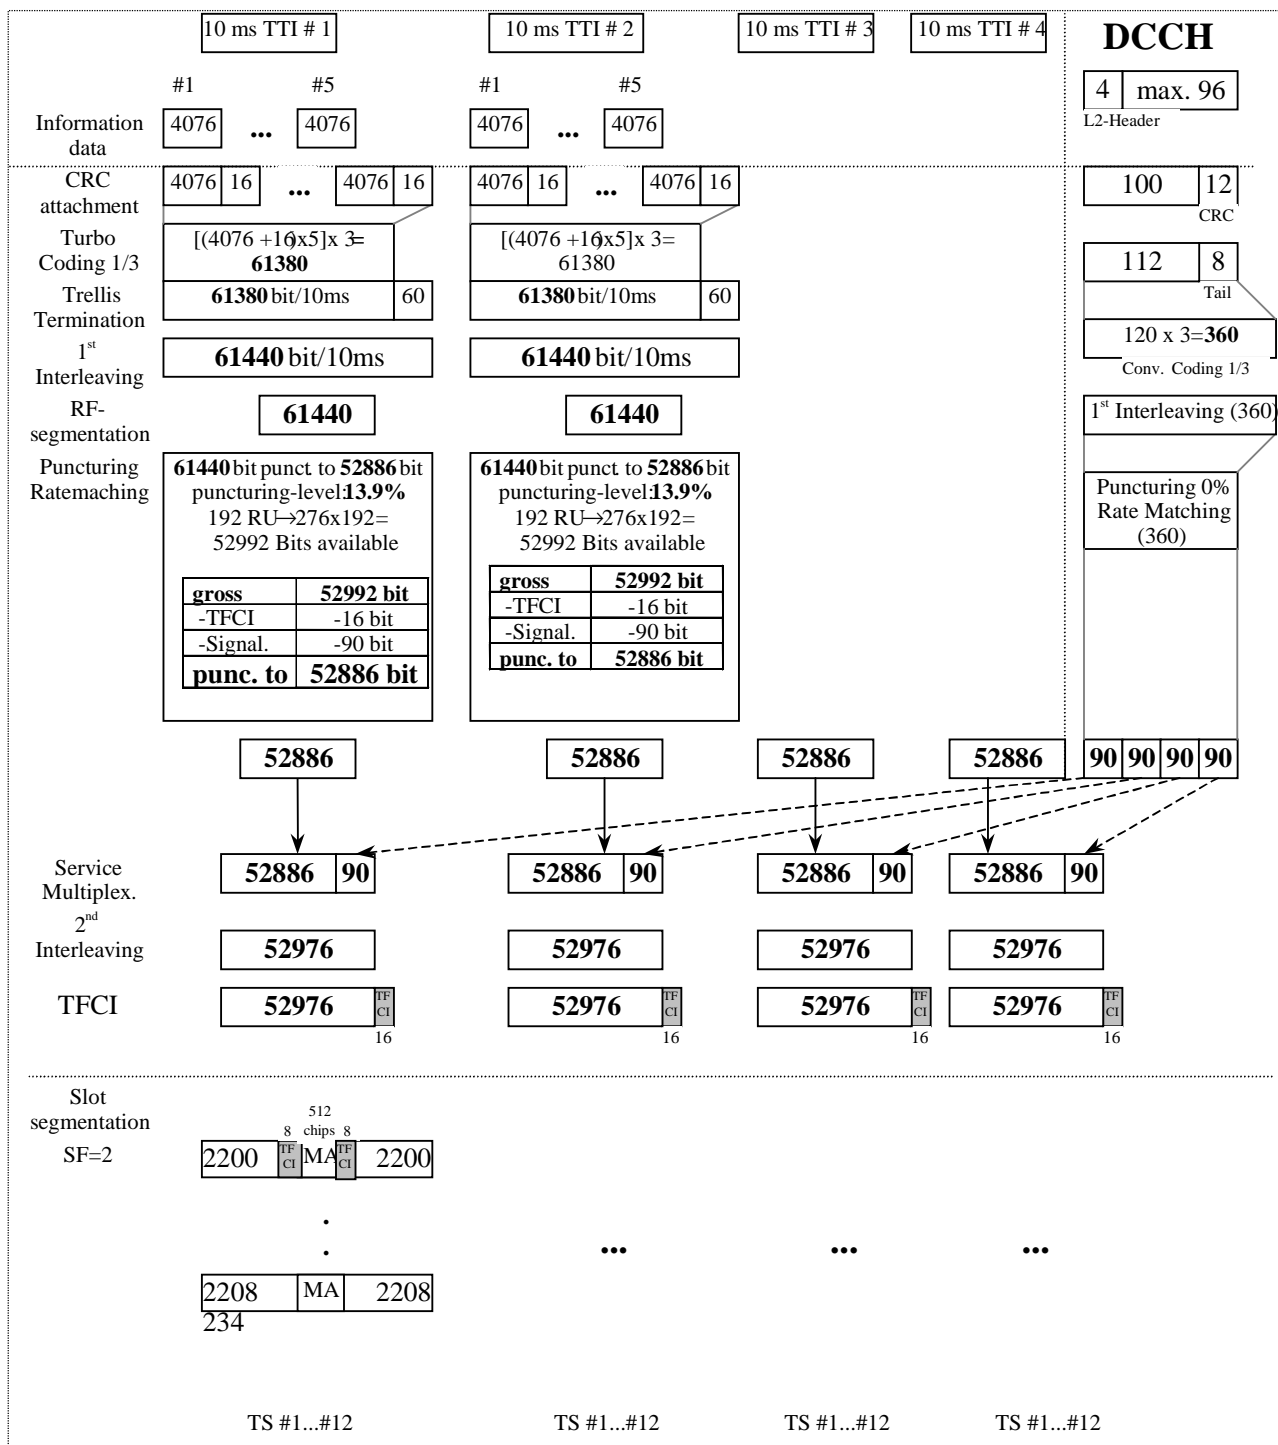 10 ms TTI # 1
10 ms TTI # 2
10 ms TTI # 3
10 ms TTI # 4
DCCH
#1
#5
#1
#5
4 max. 96
L2-Header
Information
data
4076 ... 4076
4076 ... 4076
CRC
attachment
4076 16 ... 4076 16
4076 16 ... 4076 16
100 12
CRC
Turbo
Coding 1/3
[(4076 +16)x5]x 3=
61380
[(4076 +16)x5]x 3=
61380
112 8
Tail
Trellis
Termination
61380 bit/10ms 60
61380 bit/10ms 60
120 x 3=360
Conv. Coding 1/3
1st
Interleaving
61440 bit/10ms
61440 bit/10ms
RF-
segmentation
61440
61440
1st Interleaving (360)
Puncturing
Ratemaching
61440 bit punct. to 52886 bit
puncturing-level:13.9%
192 RU→276x192=
52992 Bits available
gross 52992 bit
-TFCI -16 bit
-Signal. -90 bit
punc. to 52886 bit
61440 bit punct. to 52886 bit
puncturing-level:13.9%
192 RU→276x192=
52992 Bits available
gross 52992 bit
-TFCI -16 bit
-Signal. -90 bit
punc. to 52886 bit
Puncturing 0%
Rate Matching
(360)
52886
52886
52886
52886
90 90 90 90
Service
Multiplex.
52886 90
52886 90
52886 90
52886 90
2nd
Interleaving
52976
52976
52976
52976
TFCI
52976 TF CI
16
52976 TF CI
16
52976 TF CI
16
52976 TF CI
16
Slot
segmentation
SF=2
512
8 chips 8
2200 TF CI MA TF CI 2200
.
.
... ... ...
2208 MA 2208
234
TS #1...#12
TS #1...#12
TS #1...#12
TS #1...#12